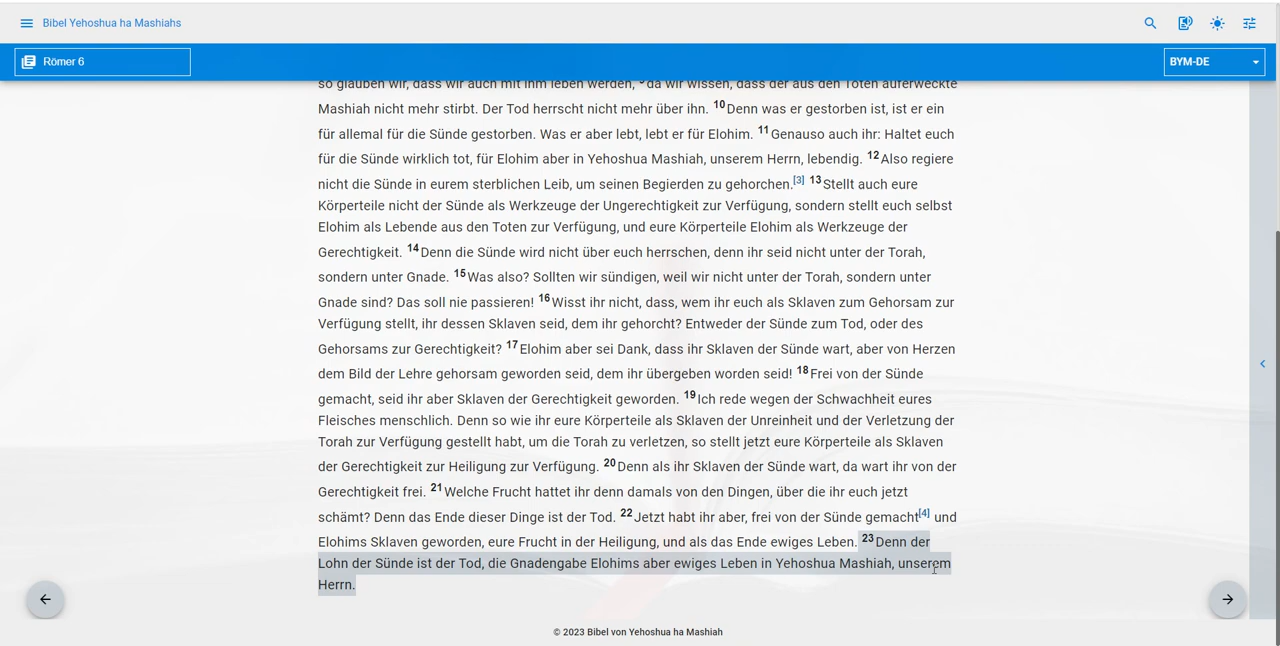 Bibel Yehoshua ha Mashiahs
Römer 6
BYM-DE
so glauben wir, dass wir auch mit ihm leben werden, 9 da wir wissen, dass der aus den Toten auferweckte
Mashiah nicht mehr stirbt. Der Tod herrscht nicht mehr über ihn. 10 Denn was er gestorben ist, ist er ein
für allemal für die Sünde gestorben. Was er aber lebt, lebt er für Elohim. 11 Genauso auch ihr: Haltet euch
für die Sünde wirklich tot, für Elohim aber in Yehoshua Mashiah, unserem Herrn, lebendig. 12 Also regiere
nicht die Sünde in eurem sterblichen Leib, um seinen Begierden zu gehorchen.[3] 13 Stellt auch eure
Körperteile nicht der Sünde als Werkzeuge der Ungerechtigkeit zur Verfügung, sondern stellt euch selbst
Elohim als Lebende aus den Toten zur Verfügung, und eure Körperteile Elohim als Werkzeuge der
Gerechtigkeit. 14 Denn die Sünde wird nicht über euch herrschen, denn ihr seid nicht unter der Torah,
sondern unter Gnade. 15 Was also? Sollten wir sündigen, weil wir nicht unter der Torah, sondern unter
Gnade sind? Das soll nie passieren! 16 Wisst ihr nicht, dass, wem ihr euch als Sklaven zum Gehorsam zur
Verfügung stellt, ihr dessen Sklaven seid, dem ihr gehorcht? Entweder der Sünde zum Tod, oder des
Gehorsams zur Gerechtigkeit? 17 Elohim aber sei Dank, dass ihr Sklaven der Sünde wart, aber von Herzen
dem Bild der Lehre gehorsam geworden seid, dem ihr übergeben worden seid! 18 Frei von der Sünde
gemacht, seid ihr aber Sklaven der Gerechtigkeit geworden. 19 Ich rede wegen der Schwachheit eures
Fleisches menschlich. Denn so wie ihr eure Körperteile als Sklaven der Unreinheit und der Verletzung der
Torah zur Verfügung gestellt habt, um die Torah zu verletzen, so stellt jetzt eure Körperteile als Sklaven
der Gerechtigkeit zur Heiligung zur Verfügung. 20 Denn als ihr Sklaven der Sünde wart, da wart ihr von der
Gerechtigkeit frei. 21 Welche Frucht hattet ihr denn damals von den Dingen, über die ihr euch jetzt
schämt? Denn das Ende dieser Dinge ist der Tod. 22 Jetzt habt ihr aber, frei von der Sünde gemacht[4] und
Elohims Sklaven geworden, eure Frucht in der Heiligung, und als das Ende ewiges Leben. 23 Denn der
Lohn der Sünde ist der Tod, die Gnadengabe Elohims aber ewiges Leben in Yehoshua Mashiah, unserem
Herrn.
© 2023 Bibel von Yehoshua ha Mashiah